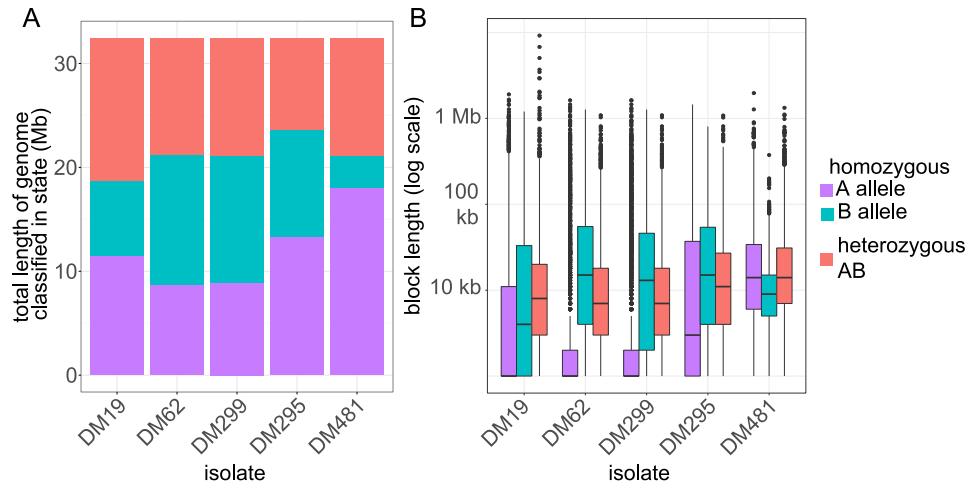 A
total length of genome
classified in state (Mb)
30
20
10
0
DM19
DM62
DM299
DM295
DM481
isolate
B
block length (log scale)
1 Mb
100
kb
10 kb
DM19
DM62
DM299
DM295
DM481
isolate
homozygous
A allele
B allele
heterozygous
AB